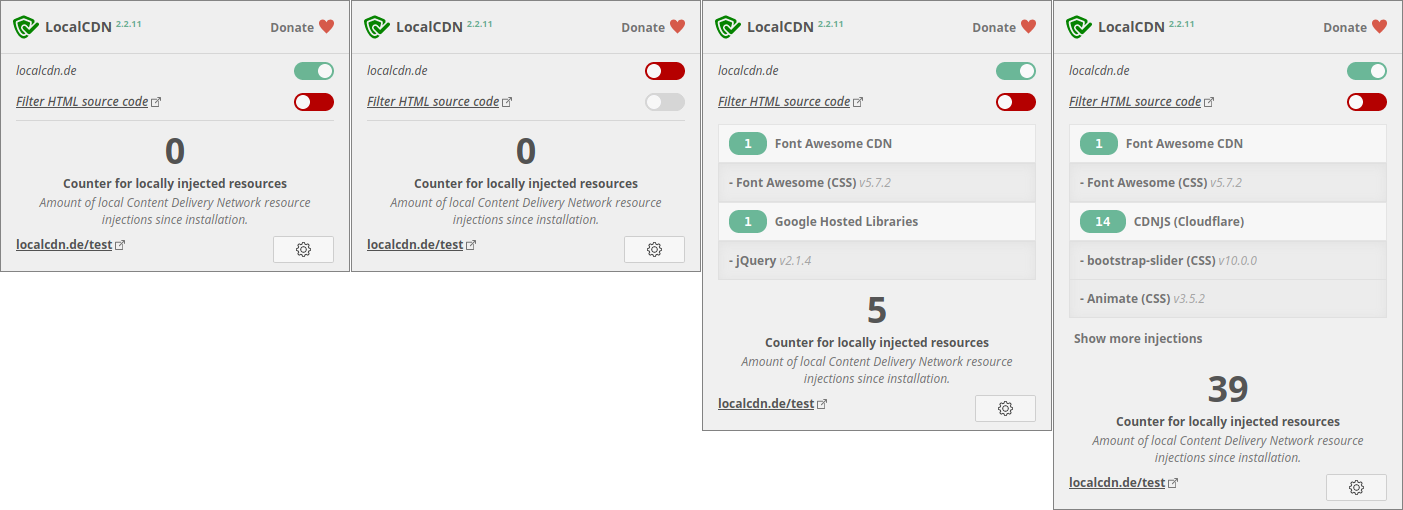 LocalCDN 2.2.11 Donate
localcdn.de
Filter HTML source code
0
Counter for locally injected resources
Amount of local Content Delivery Network resource
injections since installation.
localcdn.de/test
LocalCDN 2.2.11 Donate
localcdn.de
Filter HTML source code
0
Counter for locally injected resources
Amount of local Content Delivery Network resource
injections since installation.
localcdn.de/test
LocalCDN 2.2.11 Donate
localcdn.de
Filter HTML source code
1 Font Awesome CDN
- Font Awesome (CSS) v5.7.2
1 Google Hosted Libraries
- jQuery v2.1.4
5
Counter for locally injected resources
Amount of local Content Delivery Network resource
injections since installation.
localcdn.de/test
LocalCDN 2.2.11 Donate
localcdn.de
Filter HTML source code
1 Font Awesome CDN
- Font Awesome (CSS) v5.7.2
14 CDNJS (Cloudflare)
- bootstrap-slider (CSS) v10.0.0
- Animate (CSS) v3.5.2
Show more injections
39
Counter for locally injected resources
Amount of local Content Delivery Network resource
injections since installation.
localcdn.de/test